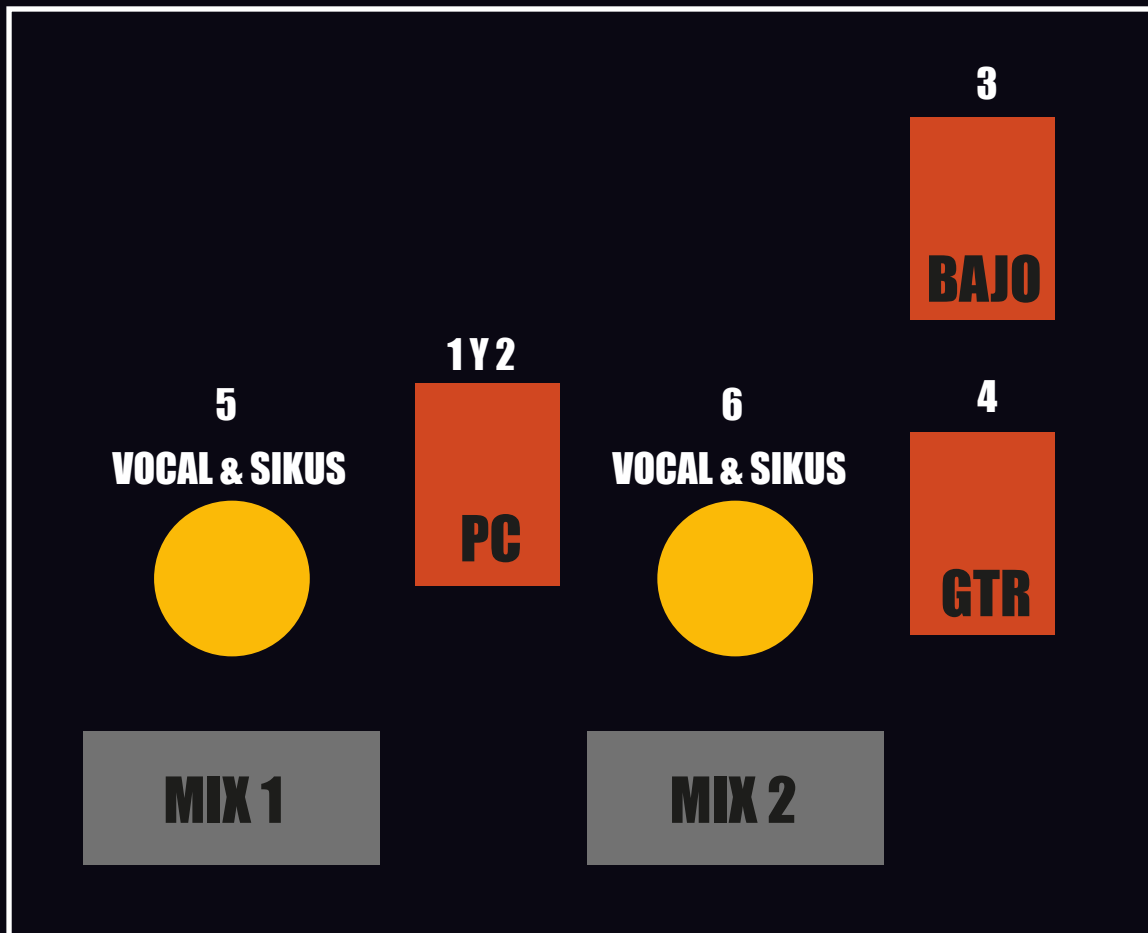 3
BAJO
1 Y 2
5
6
4
VOCAL & SIKUS
VOCAL & SIKUS
PC
GTR
MIX 1
MIX 2